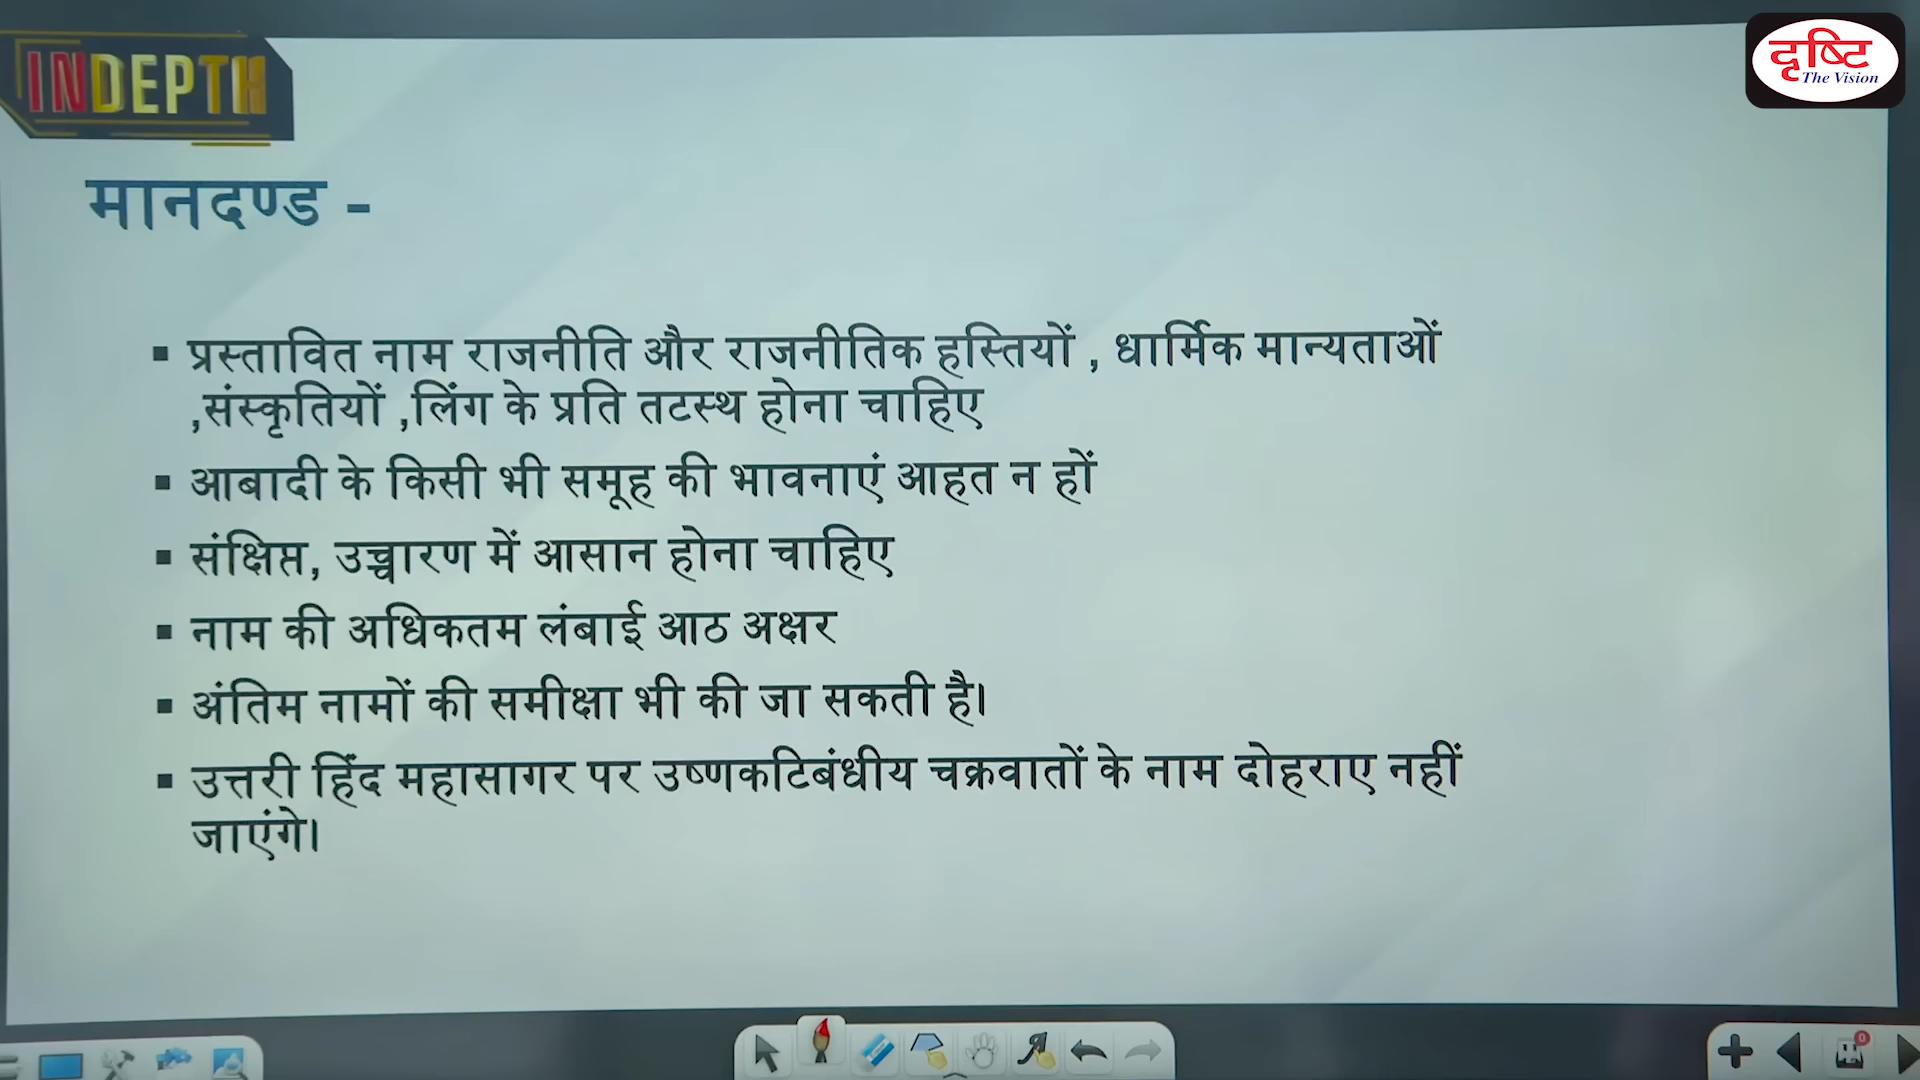 INDEPTH
दृष्टि
The Vision
मानदण्ड -
▪ प्रस्तावित नाम राजनीति और राजनीतिक हस्तियों , धार्मिक मान्यताओं
,संस्कृतियों ,लिंग के प्रति तटस्थ होना चाहिए
▪ आबादी के किसी भी समूह की भावनाएं आहत न हों
▪ संक्षिप्त, उच्चारण में आसान होना चाहिए
▪ नाम की अधिकतम लंबाई आठ अक्षर
▪ अंतिम नामों की समीक्षा भी की जा सकती है।
▪ उत्तरी हिंद महासागर पर उष्णकटिबंधीय चक्रवातों के नाम दोहराए नहीं
जाएंगे।
0